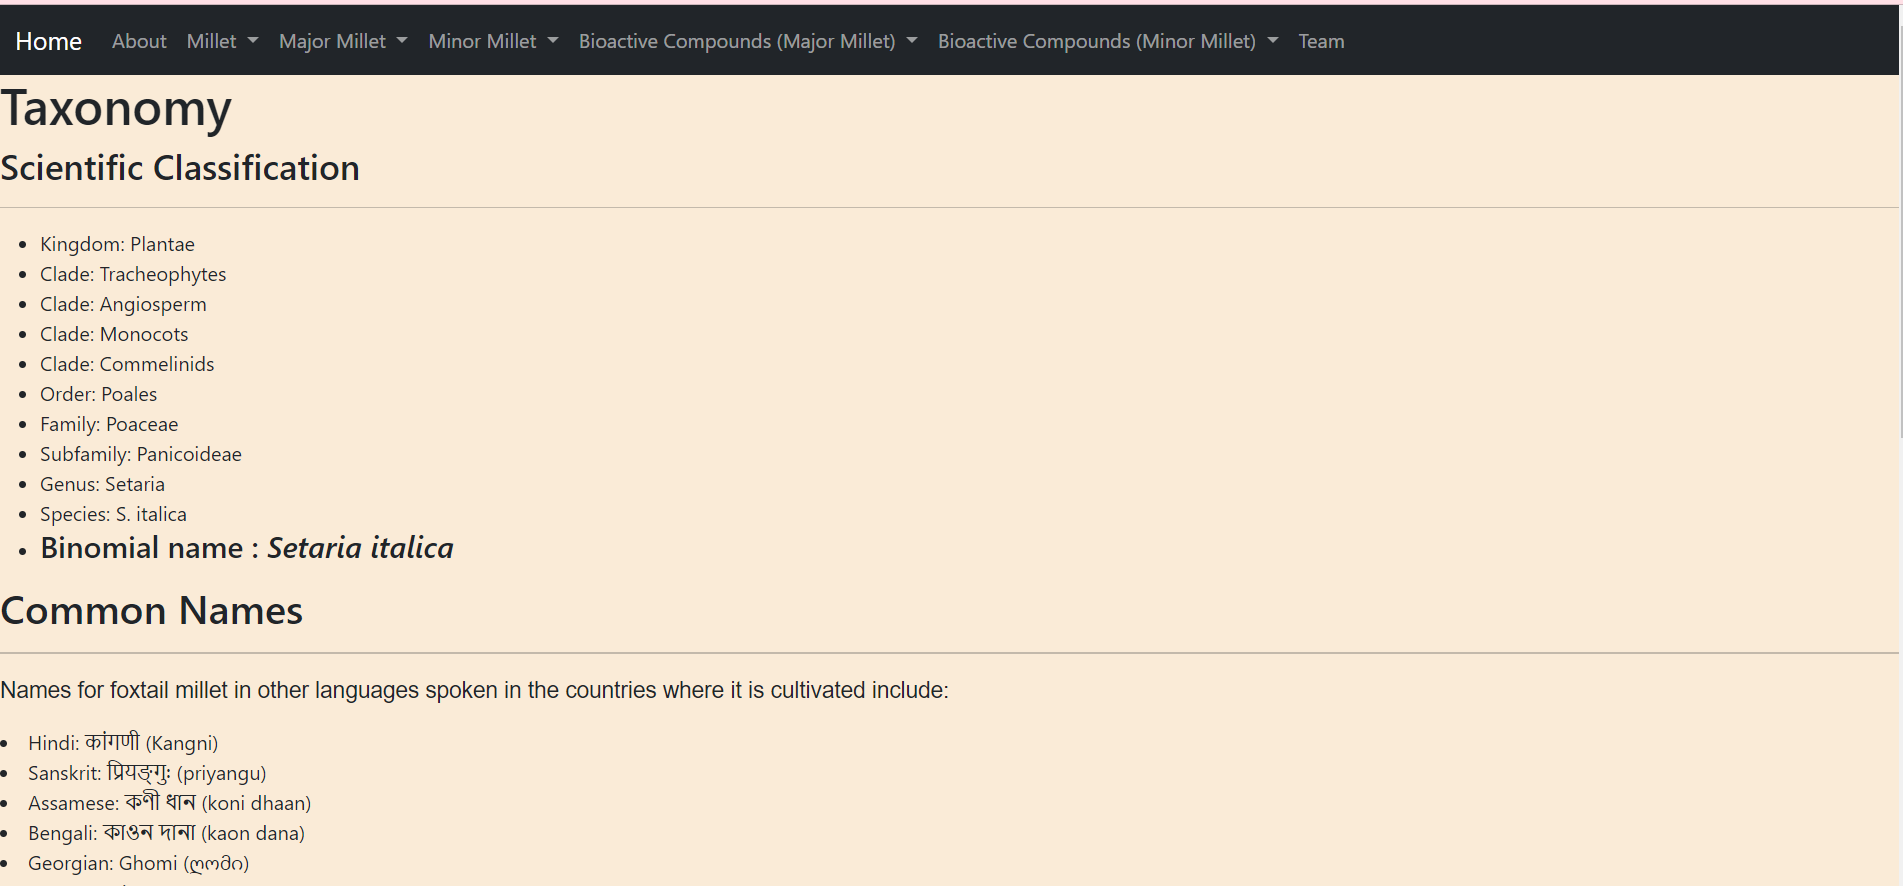 Home About Millet Major Millet Minor Millet Bioactive Compounds (Major Millet) Bioactive Compounds (Minor Millet) Team
Taxonomy
Scientific Classification
Kingdom: Plantae
Clade: Tracheophytes
Clade: Angiosperm
Clade: Monocots
Clade: Commelinids
Order: Poales
Family: Poaceae
Subfamily: Panicoideae
Genus: Setaria
Species: S. italica
Binomial name : Setaria italica
Common Names
Names for foxtail millet in other languages spoken in the countries where it is cultivated include:
Hindi: कांगणी (Kangni)
Sanskrit: प्रियङ्गुः (priyangu)
Assamese: কণী ধান (koni dhaan)
Bengali: কাওন দানা (kaon dana)
Georgian: Ghomi (ღომი)